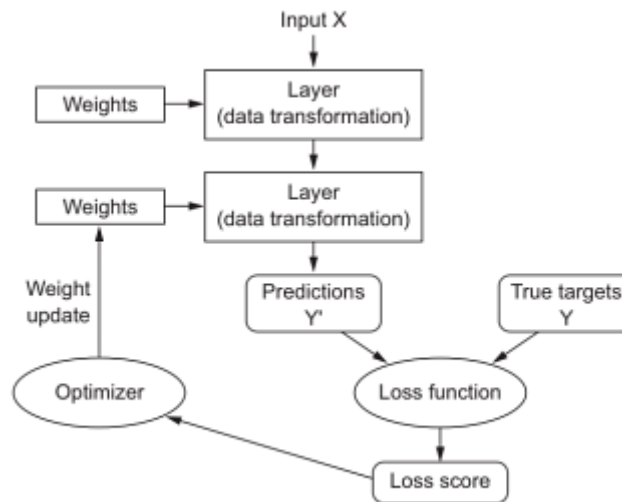 Input X
Layer
(data transformation)
Weights
Layer
(data transformation)
Weights
Weight
update
Predictions
Y'
True targets
Y
Optimizer
Loss function
Loss score